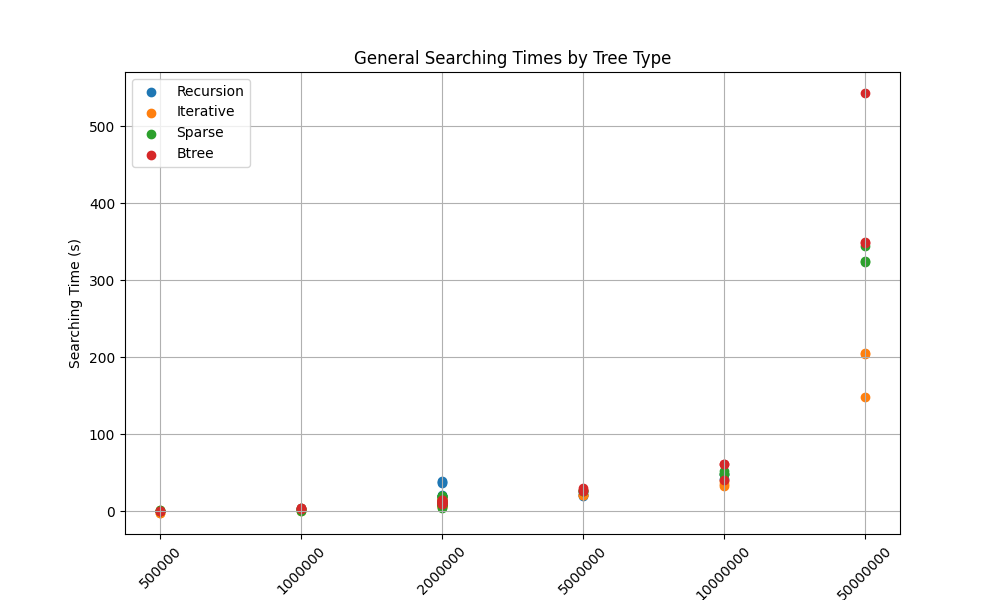 General Searching Times by Tree Type
Recursion
Iterative
Sparse
Btree
500
400
300
200
100
0
Searching Time (s)
500000
1000000
2000000
5000000
10000000
50000000